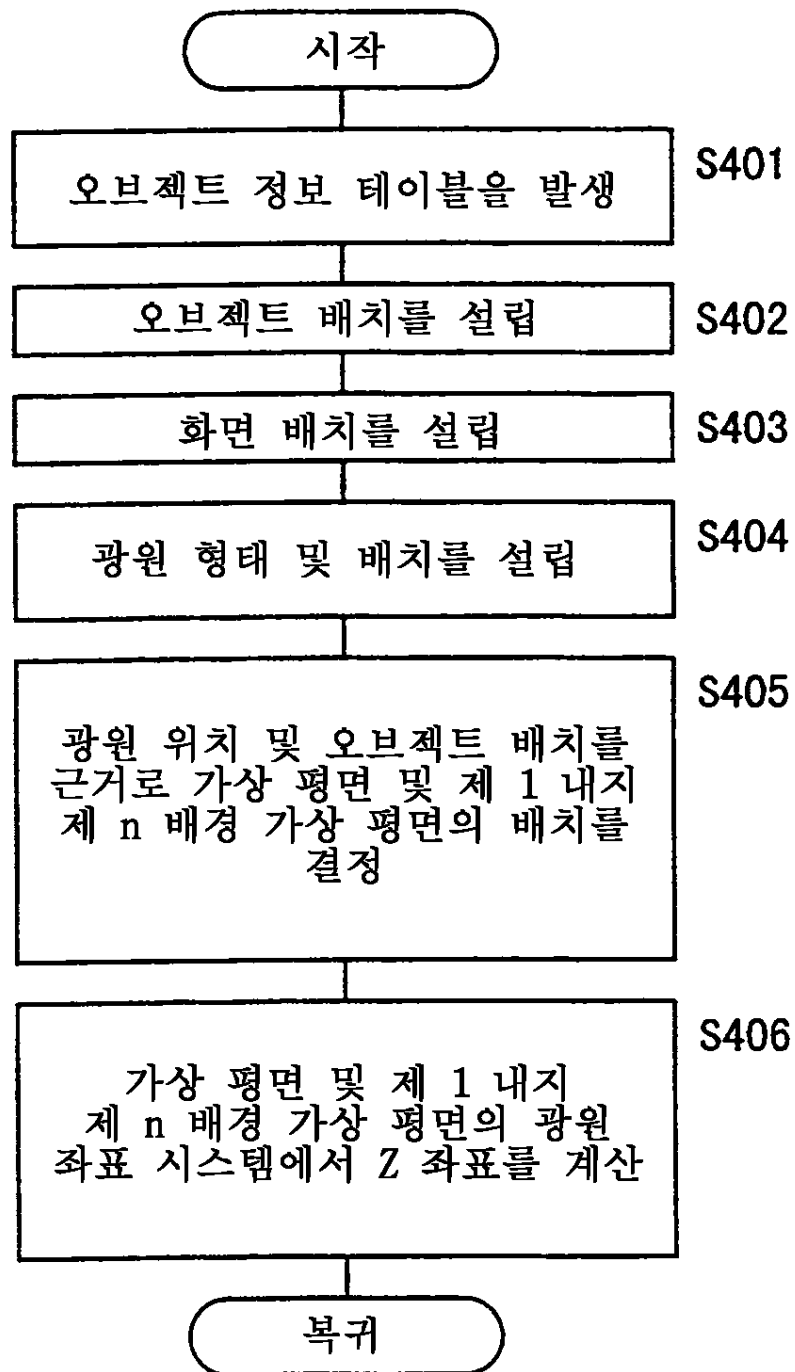 시작
오브젝트 정보 테이블을 발생
S401
오브젝트 배치를 설립
S402
화면 배치를 설립
S403
광원 형태 및 배치를 설립
S404
광원 위치 및 오브젝트 배치를
근거로 가상 평면 및 제 1 내지
제 n 배경 가상 평면의 배치를
결정
S405
가상 평면 및 제 1 내지
제 n 배경 가상 평면의 광원
좌표 시스템에서 Z 좌표를 계산
S406
복귀